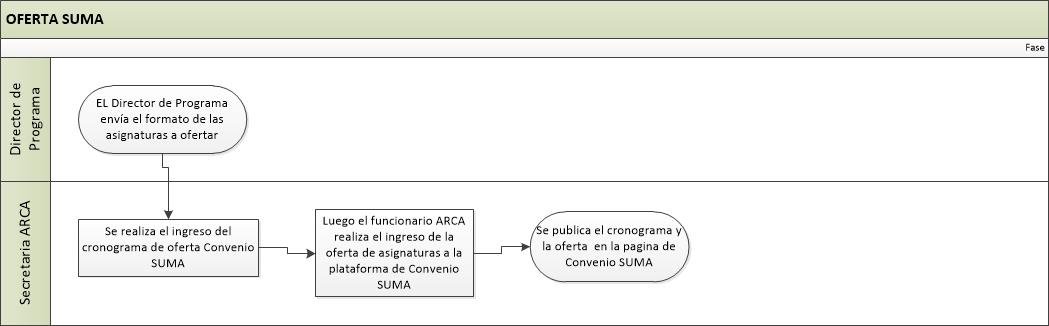 OFERTA SUMA
Fase
Director de
Programa
EL Director de Programa
envía el formato de las
asignaturas a ofertar
Secretaria ARCA
Se realiza el ingreso del
cronograma de oferta Convenio
SUMA
Luego el funcionario ARCA
realiza el ingreso de la
oferta de asignaturas a la
plataforma de Convenio
SUMA
Se publica el cronograma y
la oferta  en la pagina de
Convenio SUMA